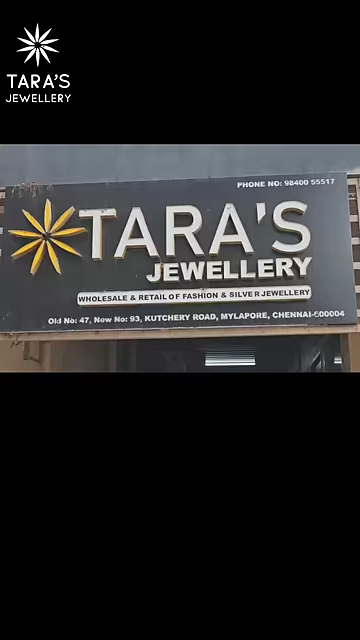 TARA'S
JEWELLERY
PHONE NO: 98400 55517
TARA'S
JEWELLERY
WHOLESALE & RETAIL OF FASHION & SILVER JEWELLERY
Old No: 47, New No: 93, KUTCHERY ROAD, MYLAPORE, CHENNAI-600004